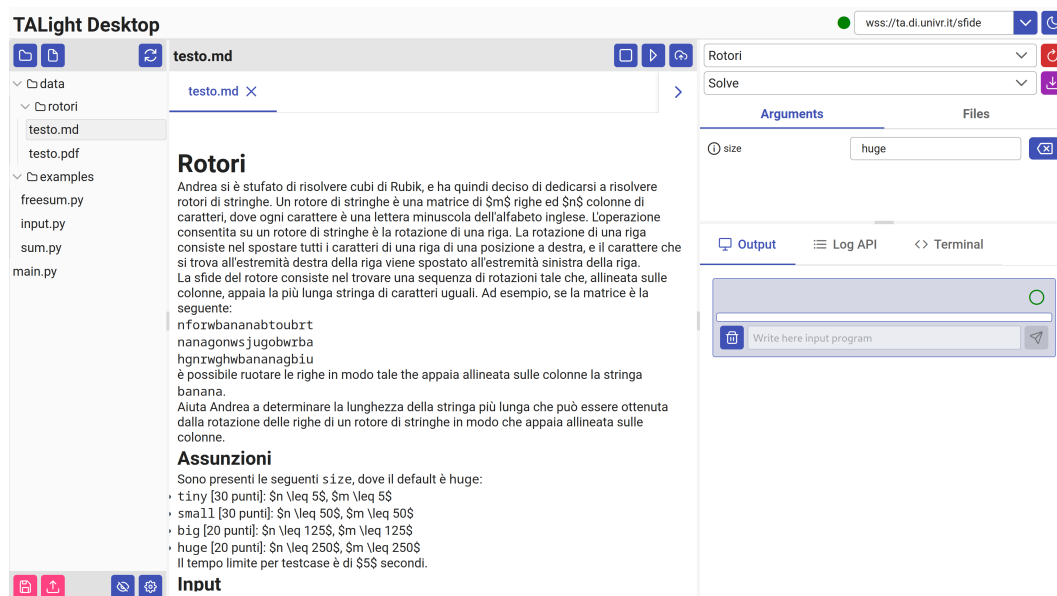 TALight Desktop
wss://ta.di.univr.it/sfide
testo.md
data
rotori
testo.md
testo.pdf
examples
freesum.py
input.py
sum.py
main.py
testo.md
Rotori
Andrea si è stufato di risolvere cubi di Rubik, e ha quindi deciso di dedicarsi a risolvere
rotori di stringhe. Un rotore di stringhe è una matrice di $m$ righe ed $n$ colonne di
caratteri, dove ogni carattere è una lettera minuscola dell'alfabeto inglese. L'operazione
consentita su un rotore di stringhe è la rotazione di una riga. La rotazione di una riga
consiste nel spostare tutti i caratteri di una riga di una posizione a destra, e il carattere che
si trova all'estremità destra della riga viene spostato all'estremità sinistra della riga.
La sfide del rotore consiste nel trovare una sequenza di rotazioni tale che, allineata sulle
colonne, appaia la più lunga stringa di caratteri uguali. Ad esempio, se la matrice è la
seguente:
nforwbananabtoubrt
nanagonwsjugobwrba
hgnrwghwbananagbiu
è possibile ruotare le righe in modo tale the appaia allineata sulle colonne la stringa
banana.
Aiuta Andrea a determinare la lunghezza della stringa più lunga che può essere ottenuta
dalla rotazione delle righe di un rotore di stringhe in modo che appaia allineata sulle
colonne.
Assunzioni
Sono presenti le seguenti size, dove il default è huge:
tiny [30 punti]: $n \leq 5$, $m \leq 5$
small [30 punti]: $n \leq 50$, $m \leq 50$
big [20 punti]: $n \leq 125$, $m \leq 125$
huge [20 punti]: $n \leq 250$, $m \leq 250$
Il tempo limite per testcase è di $5$ secondi.
Input
Rotori
Solve
Arguments
Files
size
huge
Output
Log API
Terminal
Write here input program